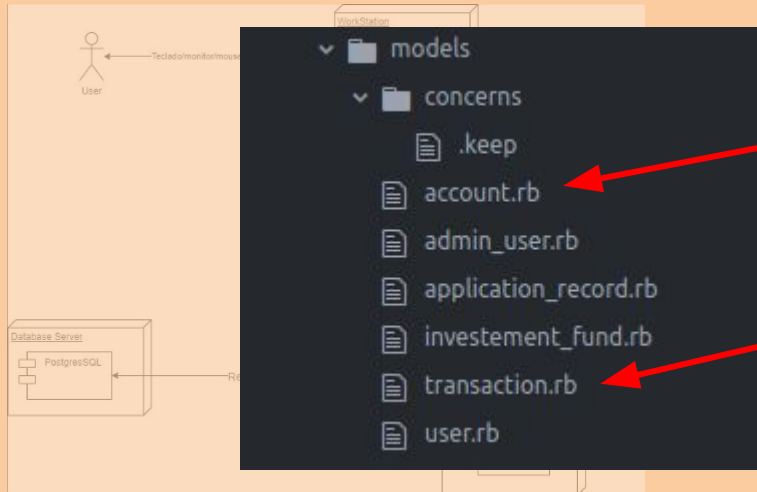 WorkStation
Teclado/monitor/mouse
User
models
concerns
.keep
account.rb
admin_user.rb
application_record.rb
investement_fund.rb
transaction.rb
user.rb
Database Server
PostgresSQL
Re